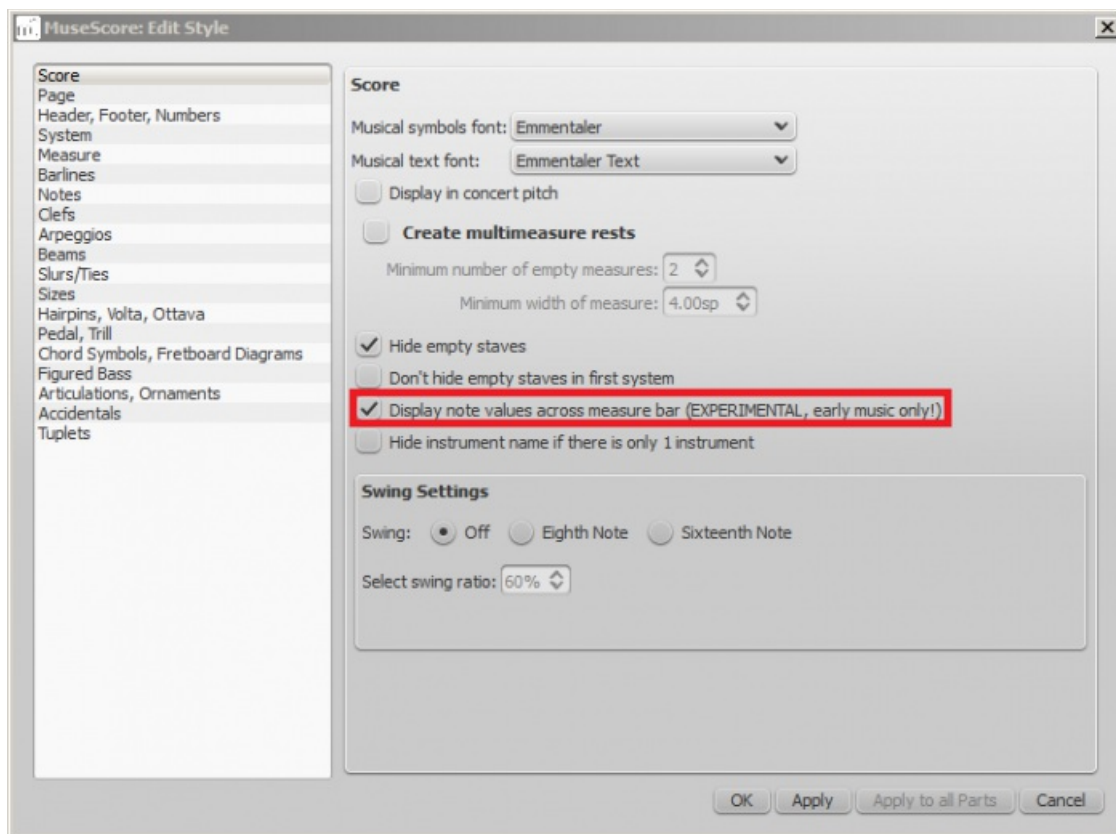 MuseScore: Edit Style
Score
Page
Header, Footer, Numbers
System
Measure
Barlines
Notes
Clefs
Arpeggios
Beams
Slurs/Ties
Sizes
Hairpins, Volta, Ottava
Pedal, Trill
Chord Symbols, Fretboard Diagrams
Figured Bass
Articulations, Ornaments
Accidentals
Tuplets
Score
Musical symbols font: Emmentaler
Musical text font: Emmentaler Text
Display in concert pitch
Create multimeasure rests
Minimum number of empty measures: 2
Minimum width of measure: 4.00sp
Hide empty staves
Don't hide empty staves in first system
Display note values across measure bar (EXPERIMENTAL, early music only!)
Hide instrument name if there is only 1 instrument
Swing Settings
Swing: Off Eighth Note Sixteenth Note
Select swing ratio: 60%
OK Apply Apply to all Parts Cancel